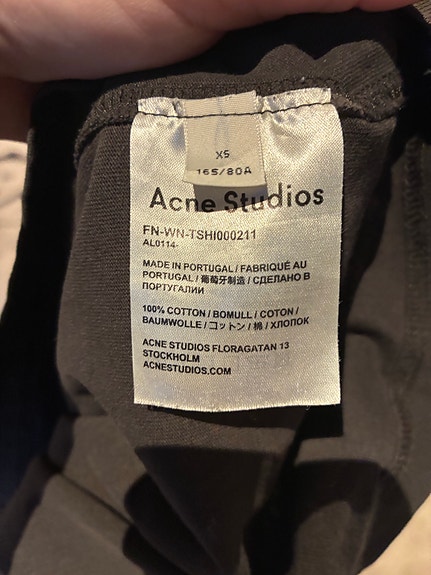 XS
165/80A
Acne Studios
FN-WN-TSHI000211
AL0114-
MADE IN PORTUGAL / FABRIQUÉ AU
PORTUGAL / 葡萄牙制造 / СДЕЛАНО В
ПОРТУГАЛИИ
100% COTTON / BOMULL / COTON /
BAUMWOLLE / コットン / 棉 / ХЛОПОК
ACNE STUDIOS FLORAGATAN 13
STOCKHOLM
ACNESTUDIOS.COM